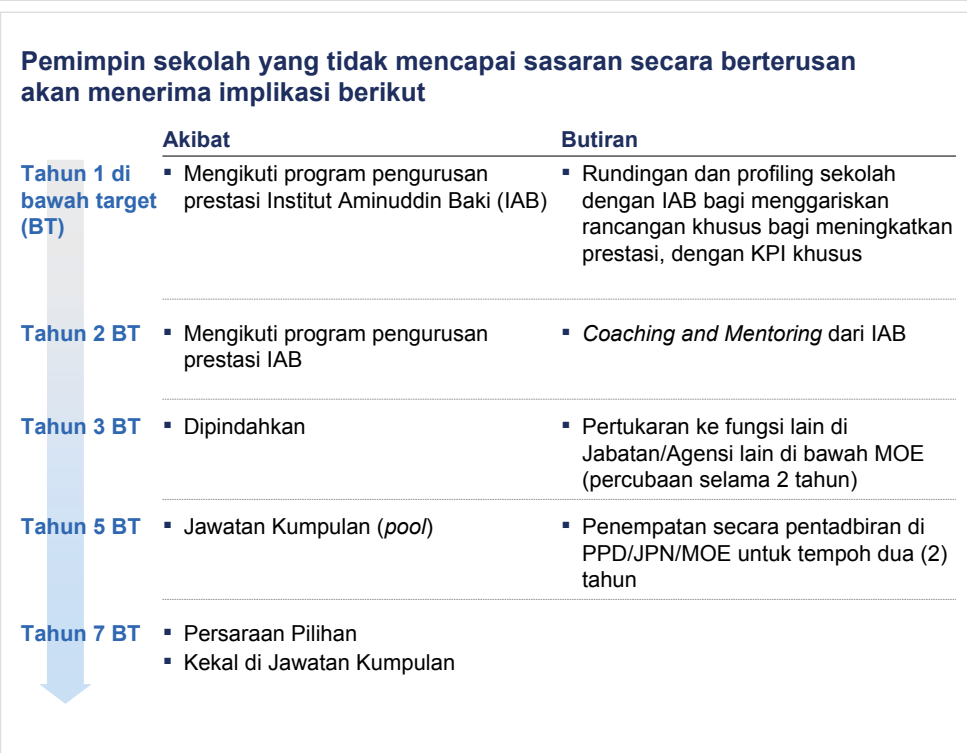 Pemimpin sekolah yang tidak mencapai sasaran secara berterusan
akan menerima implikasi berikut
Akibat
Butiran
Tahun 1 di
bawah target
(BT)
▪ Mengikuti program pengurusan
prestasi Institut Aminuddin Baki (IAB)
▪ Rundingan dan profiling sekolah
dengan IAB bagi menggariskan
rancangan khusus bagi meningkatkan
prestasi, dengan KPI khusus
Tahun 2 BT
▪ Mengikuti program pengurusan
prestasi IAB
▪ Coaching and Mentoring dari IAB
Tahun 3 BT
▪ Dipindahkan
▪ Pertukaran ke fungsi lain di
Jabatan/Agensi lain di bawah MOE
(percubaan selama 2 tahun)
Tahun 5 BT
▪ Jawatan Kumpulan (pool)
▪ Penempatan secara pentadbiran di
PPD/JPN/MOE untuk tempoh dua (2)
tahun
Tahun 7 BT
▪ Persaraan Pilihan
▪ Kekal di Jawatan Kumpulan